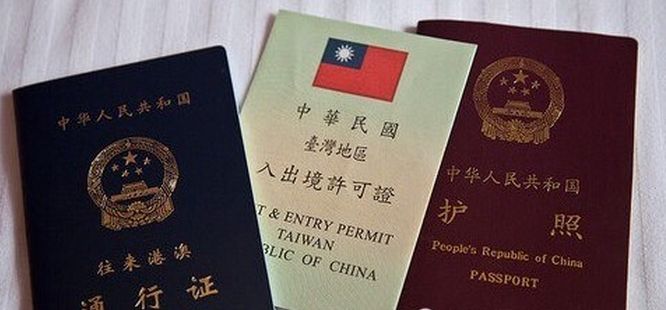 中华人民共和国
往来港澳
通行证
中華民國
臺灣地區
入出境許可證
& ENTRY PERMIT
TAIWAN
OF CHINA
中华人民共和国
护照
People's Republic of China
PASSPORT